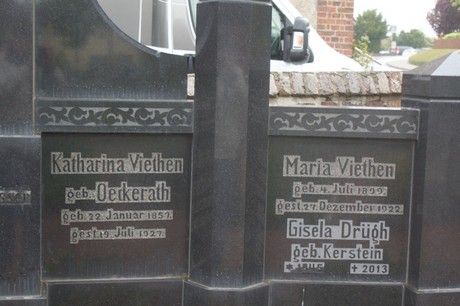 Katharina Viethen
geb. Oeckerath
geb. 22. Januar 1857.
gest. 19. Juli 1927.
Maria Viethen
geb. 4. Juli 1899.
gest. 27. Dezember 1922.
Gisela Drügh
geb. Kerstein
+ 2013